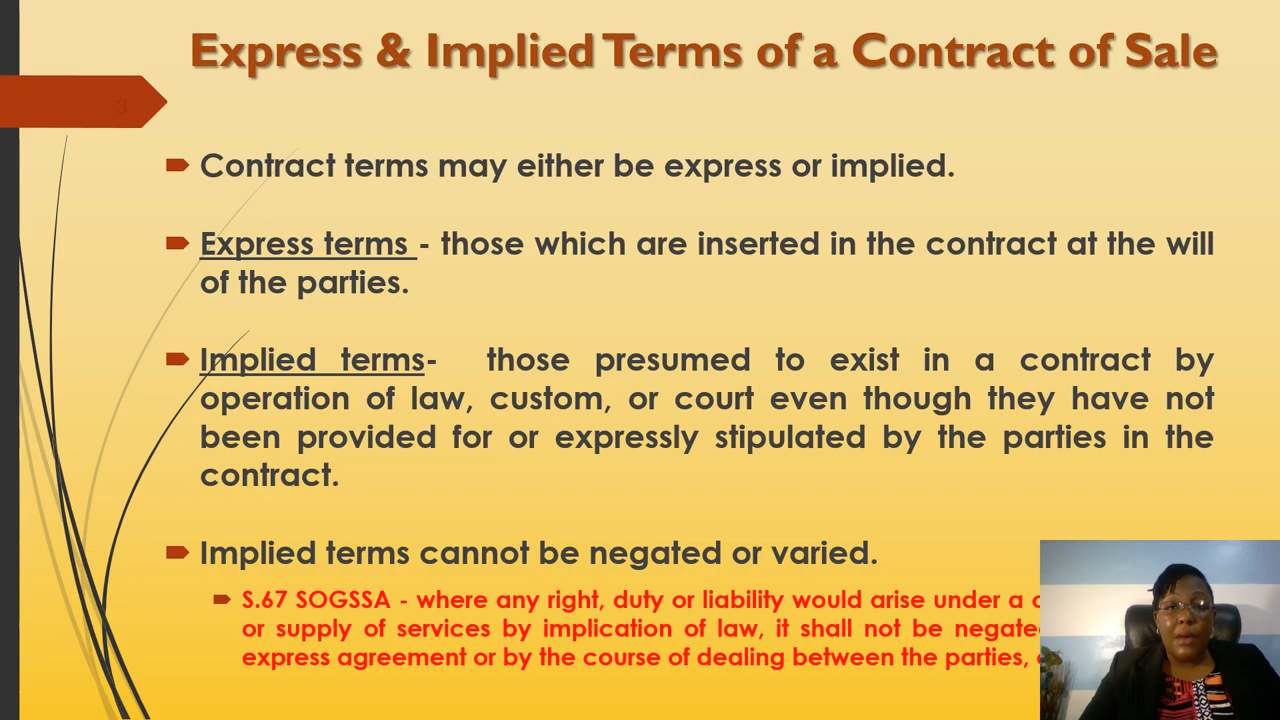 Express & Implied Terms of a Contract of Sale
3
Contract terms may either be express or implied.
Express terms - those which are inserted in the contract at the will
of the parties.
Implied terms- those presumed to exist in a contract by
operation of law, custom, or court even though they have not
been provided for or expressly stipulated by the parties in the
contract.
Implied terms cannot be negated or varied.
S.67 SOGSSA - where any right, duty or liability would arise under a
or supply of services by implication of law, it shall not be
express agreement or by the course of dealing between the parties,